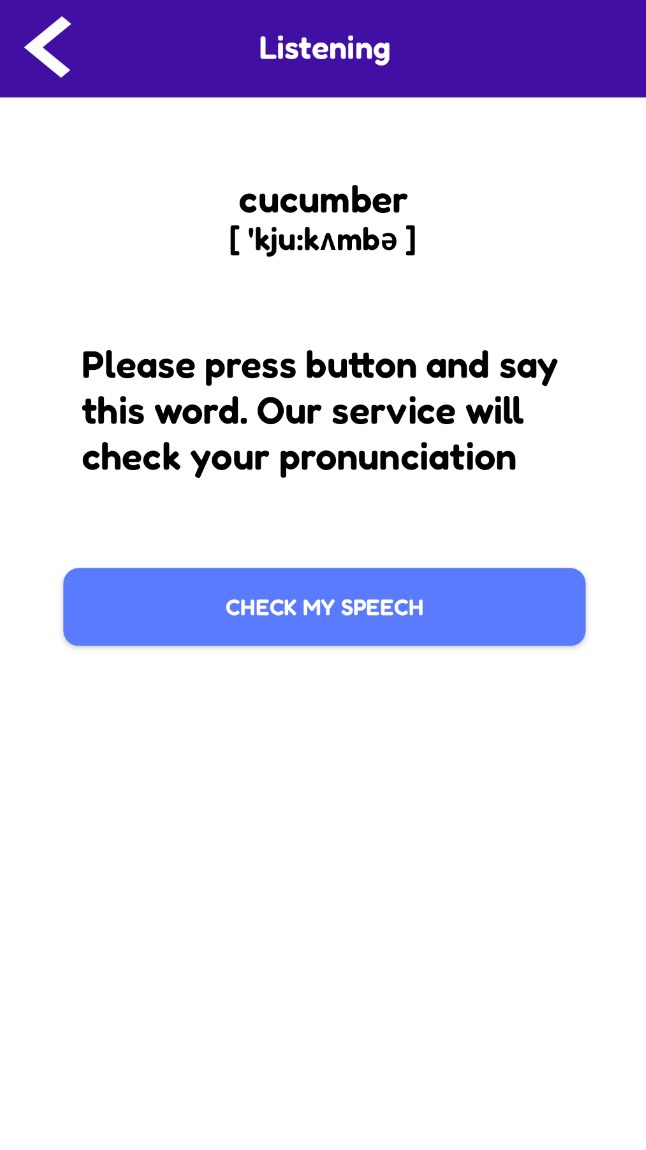 Listening
cucumber
[ 'kju:kʌmbə ]
Please press button and say
this word. Our service will
check your pronunciation
CHECK MY SPEECH